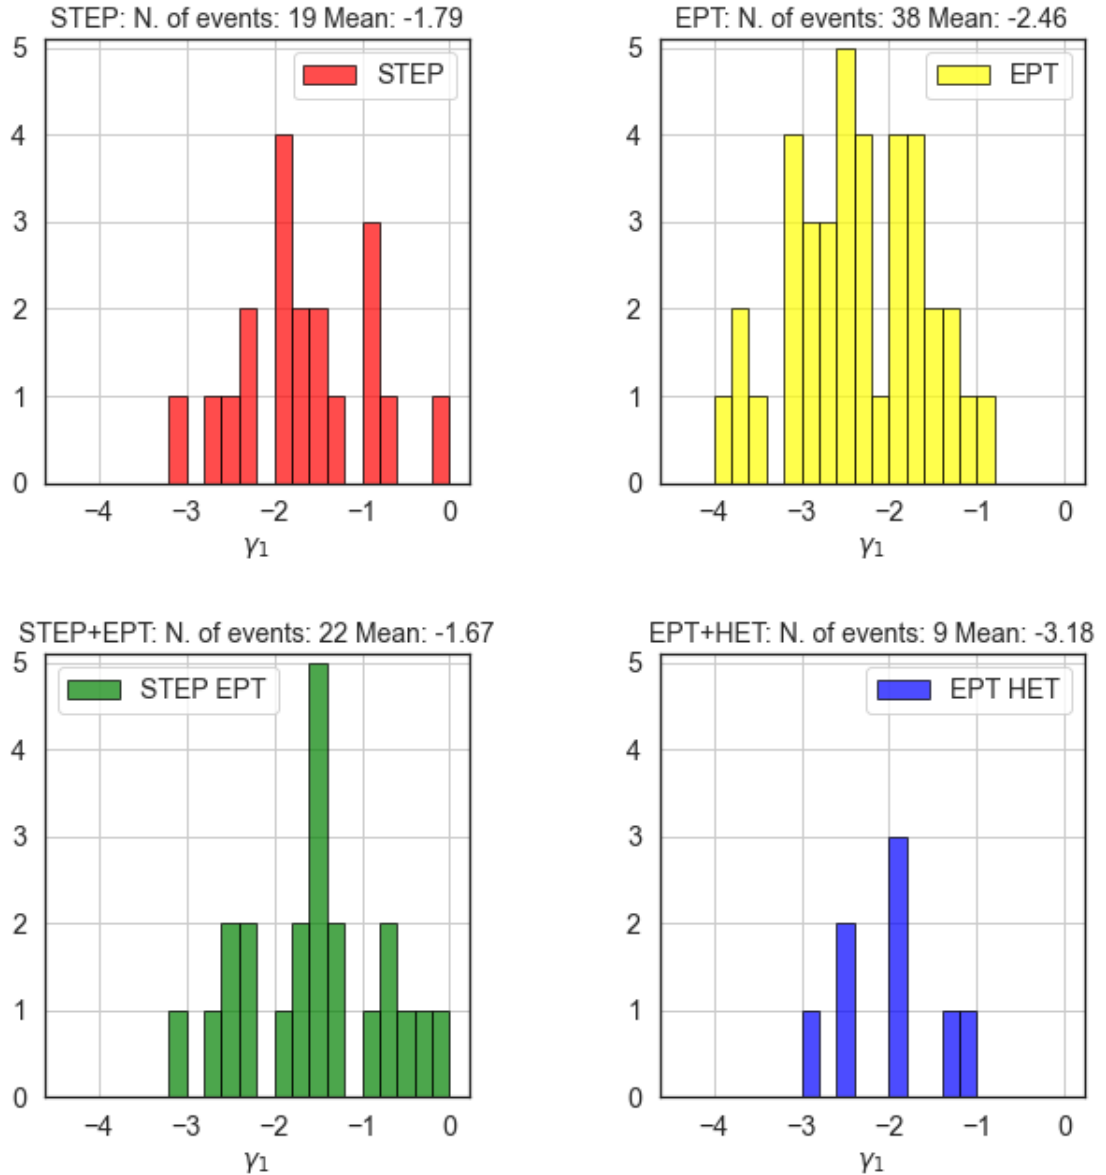 STEP: N. of events: 19 Mean: -1.79
STEP
5
4
3
2
1
0
−4 −3 −2 −1 0
γ1
EPT: N. of events: 38 Mean: -2.46
EPT
5
4
3
2
1
0
−4 −3 −2 −1 0
γ1
STEP+EPT: N. of events: 22 Mean: -1.67
STEP EPT
5
4
3
2
1
0
−4 −3 −2 −1 0
γ1
EPT+HET: N. of events: 9 Mean: -3.18
EPT HET
5
4
3
2
1
0
−4 −3 −2 −1 0
γ1